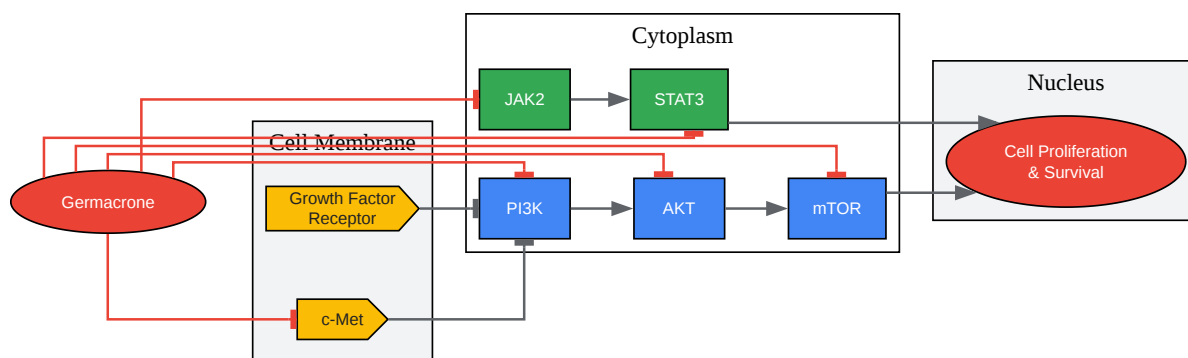 Cytoplasm
JAK2
STAT3
Nucleus
Cell Membrane
Cell Proliferation
& Survival
Germacrone
Growth Factor
Receptor
PI3K
AKT
mTOR
c-Met